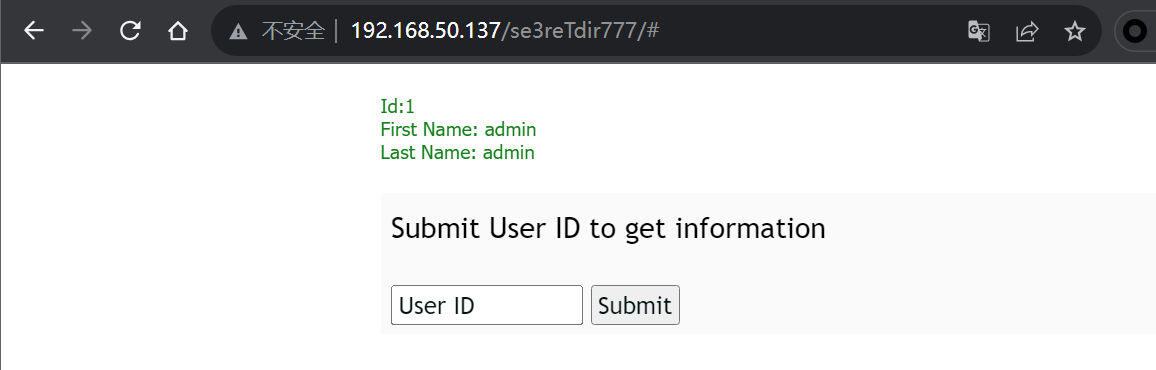 不安全 | 192.168.50.137/se3reTdir777/#
Id:1
First Name: admin
Last Name: admin
Submit User ID to get information
User ID Submit